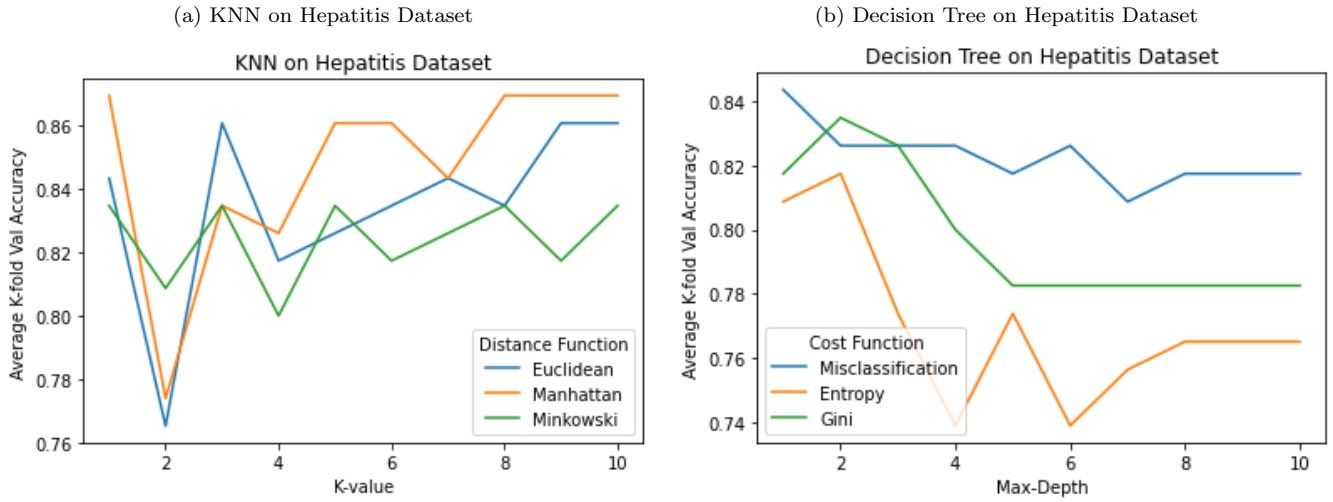 (a) KNN on Hepatitis Dataset
KNN on Hepatitis Dataset
Average K-fold Val Accuracy
0.86
0.84
0.82
0.80
0.78
0.76
2 4 6 8 10
K-value
Distance Function
Euclidean
Manhattan
Minkowski
(b) Decision Tree on Hepatitis Dataset
Decision Tree on Hepatitis Dataset
Average K-fold Val Accuracy
0.84
0.82
0.80
0.78
0.76
0.74
2 4 6 8 10
Max-Depth
Cost Function
Misclassification
Entropy
Gini